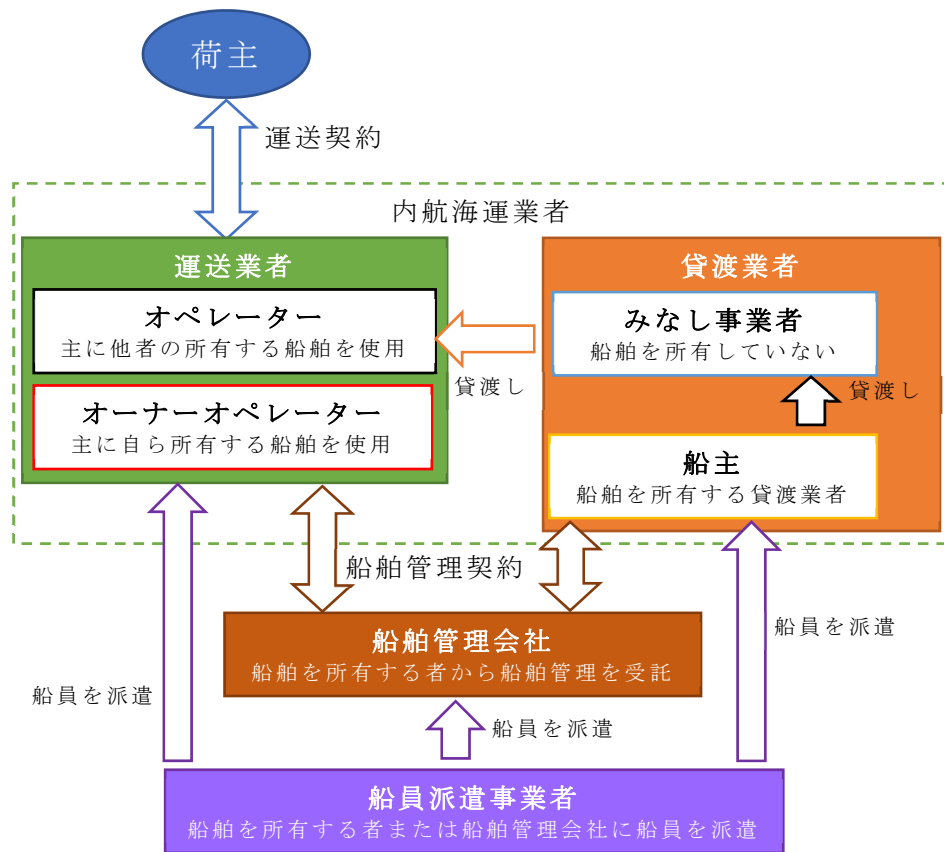 荷主
運送契約
内航海運業者
運送業者
オペレーター
主に他者の所有する船舶を使用
オーナーオペレーター
主に自ら所有する船舶を使用
貸渡し
貸渡業者
みなし事業者
船舶を所有していない
貸渡し
船主
船舶を所有する貸渡業者
船舶管理契約
船舶管理会社
船舶を所有する者から船舶管理を受託
船員を派遣
船員を派遣
船員を派遣
船員派遣事業者
船舶を所有する者または船舶管理会社に船員を派遣